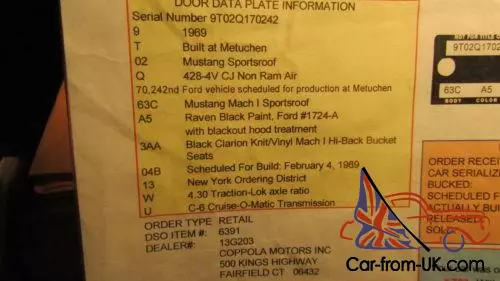 DOOR DATA PLATE INFORMATION
Serial Number 9T02Q170242
9 1969
T Built at Metuchen
02 Mustang Sportsroof
Q 428-4V CJ Non Ram Air
70,242nd Ford vehicle scheduled for production at Metuchen
63C Mustang Mach I Sportsroof
A5 Raven Black Paint, Ford #1724-A
with blackout hood treatment
3AA Black Clarion Knit/Vinyl Mach I Hi-Back Bucket
Seats
04B Scheduled For Build: February 4, 1969
13 New York Ordering District
W 4.30 Traction-Lok axle ratio
U C-6 Cruise-O-Matic Transmission
ORDER TYPE: RETAIL
DSO ITEM #: 6391
DEALER#: 13G203
COPPOLA MOTORS INC
500 KINGS HIGHWAY
FAIRFIELD CT 06432
NOT FOR TITLE
9T02Q1702
63C A5
BODY COLOR
ORDER RECE
CAR SERIALIZ
BUCKED:
SCHEDULED F
ACTUALLY BUIL
RELEASED:
SOLD:
Car-from-UK.com